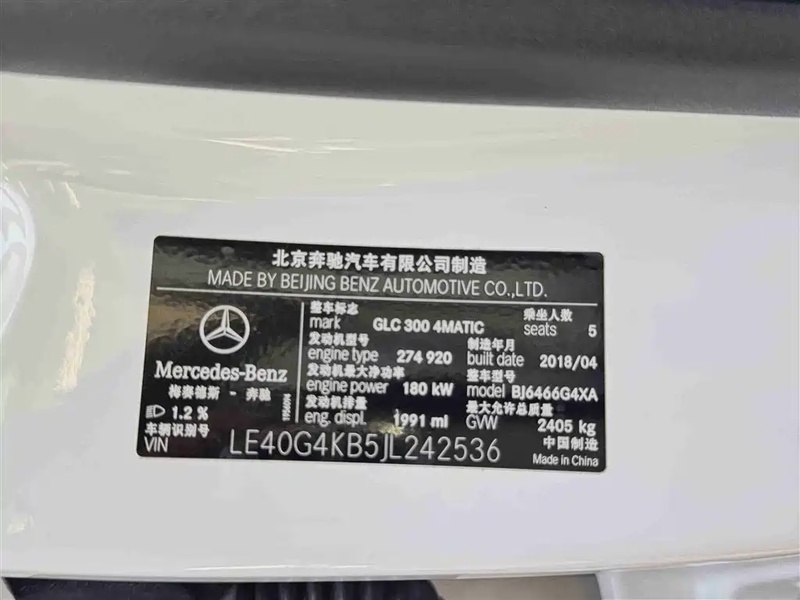 北京奔驰汽车有限公司制造
MADE BY BEIJING BENZ AUTOMOTIVE CO.,LTD.
整车标志 乘坐人数
mark GLC 300 4MATIC seats 5
发动机型号 制造年月
engine type 274 920 built date 2018/04
发动机最大净功率 整车型号
engine power 180 kW model BJ6466G4XA
发动机排量 最大允许总质量
eng. displ. 1991 ml GVW 2405 kg
Mercedes-Benz
梅赛德斯 - 奔驰
1.2 %
车辆识别号
VIN LE40G4KB5JL242536
中国制造
Made in China